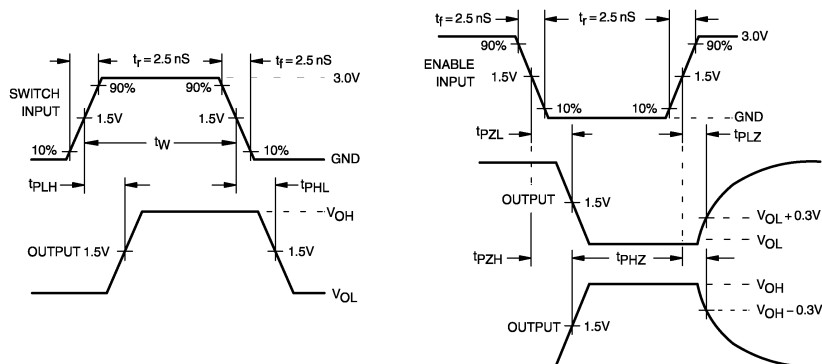 tr = 2.5 nS
tf = 2.5 nS
3.0V
SWITCH
INPUT
90%
90%
1.5V
1.5V
tW
10%
10%
GND
tPLH
tPHL
VOH
OUTPUT 1.5V
1.5V
VOL
tf = 2.5 nS
tr = 2.5 nS
3.0V
90%
90%
ENABLE
INPUT
1.5V
1.5V
10%
10%
GND
tPZL
tPLZ
OUTPUT
1.5V
VOL + 0.3V
VOL
tPZH
tPHZ
VOH
VOH – 0.3V
OUTPUT
1.5V